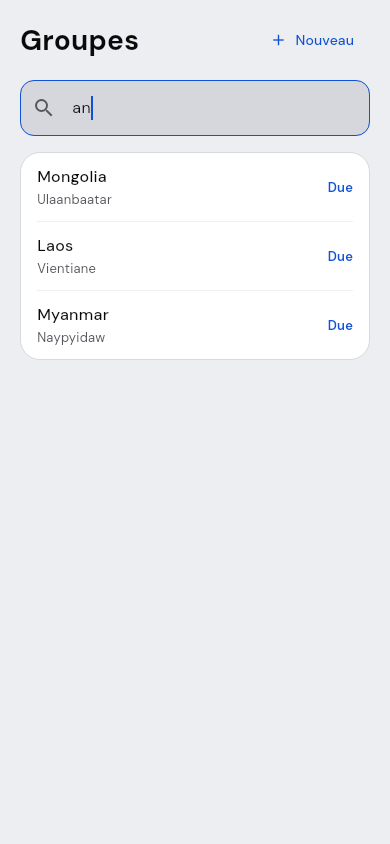 Groupes
Nouveau
an
Mongolia
Ulaanbaatar
Due
Laos
Vientiane
Due
Myanmar
Naypyidaw
Due